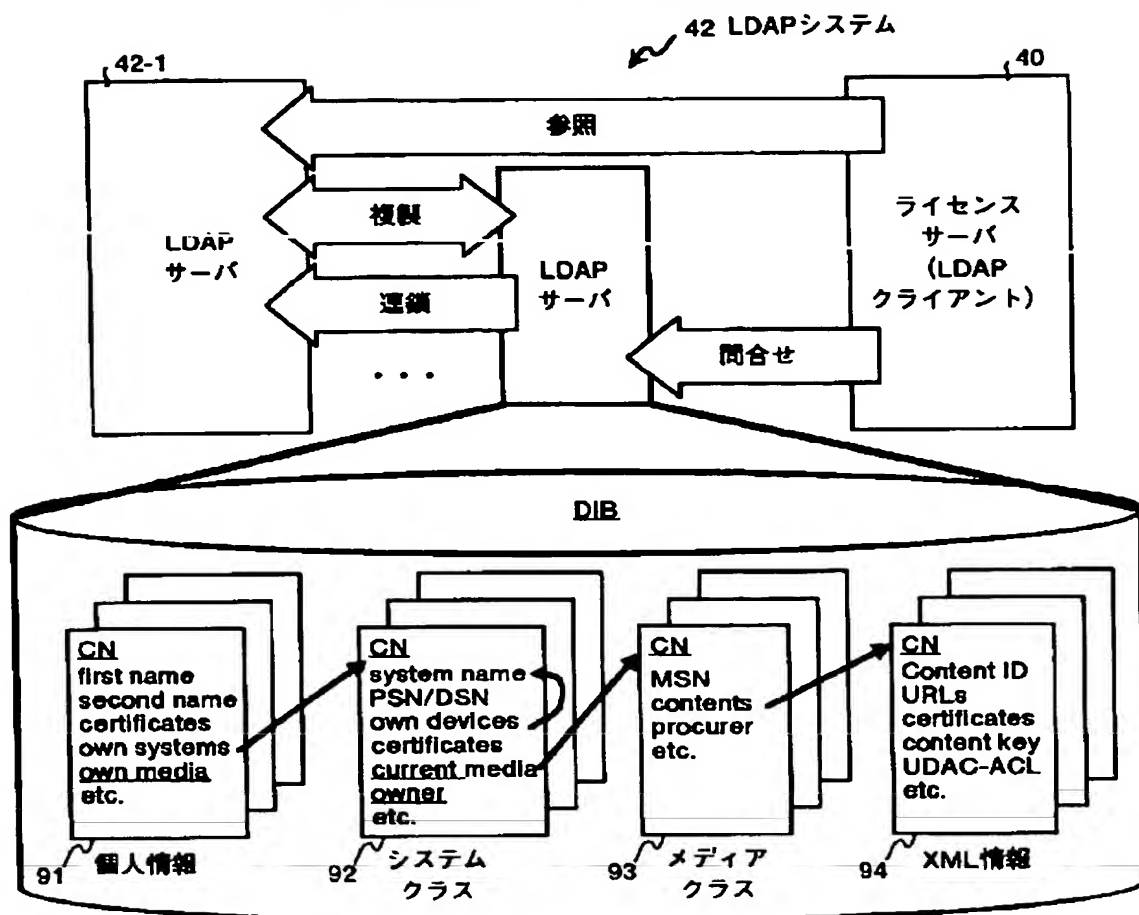 42 LDAPシステム
42-1
40
参照
複製
LDAP
サーバ
連鎖
. . .
LDAP
サーバ
ライセンス
サーバ
(LDAP
クライアント)
問合せ
DIB
CN
first name
second name
certificates
own systems
own media
etc.
CN
system name
PSN/DSN
own devices
certificates
current media
owner
etc.
CN
MSN
contents
procurer
etc.
CN
Content ID
URLs
certificates
content key
UDAC-ACL
etc.
91
個人情報
92
システム
クラス
93
メディア
クラス
94
XML情報